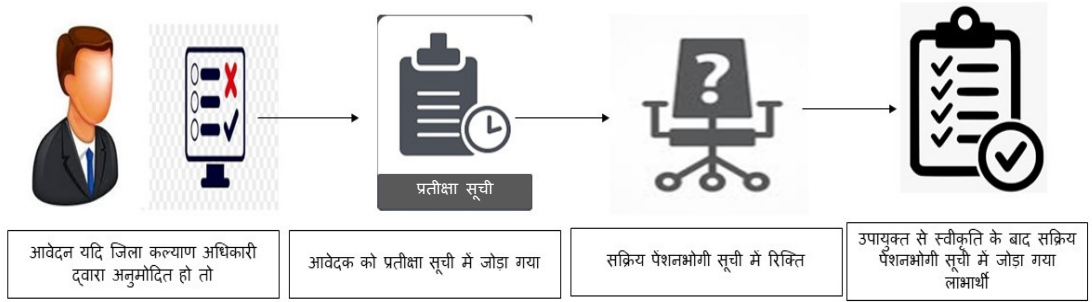 प्रतीक्षा सूची
आवेदन यदि जिला कल्याण अधिकारी
द्वारा अनुमोदित हो तो
आवेदक को प्रतीक्षा सूची में जोड़ा गया
सक्रिय पेंशनभोगी सूची में रिक्ति
उपायुक्त से स्वीकृति के बाद सक्रिय
पेंशनभोगी सूची में जोड़ा गया
लाभार्थी